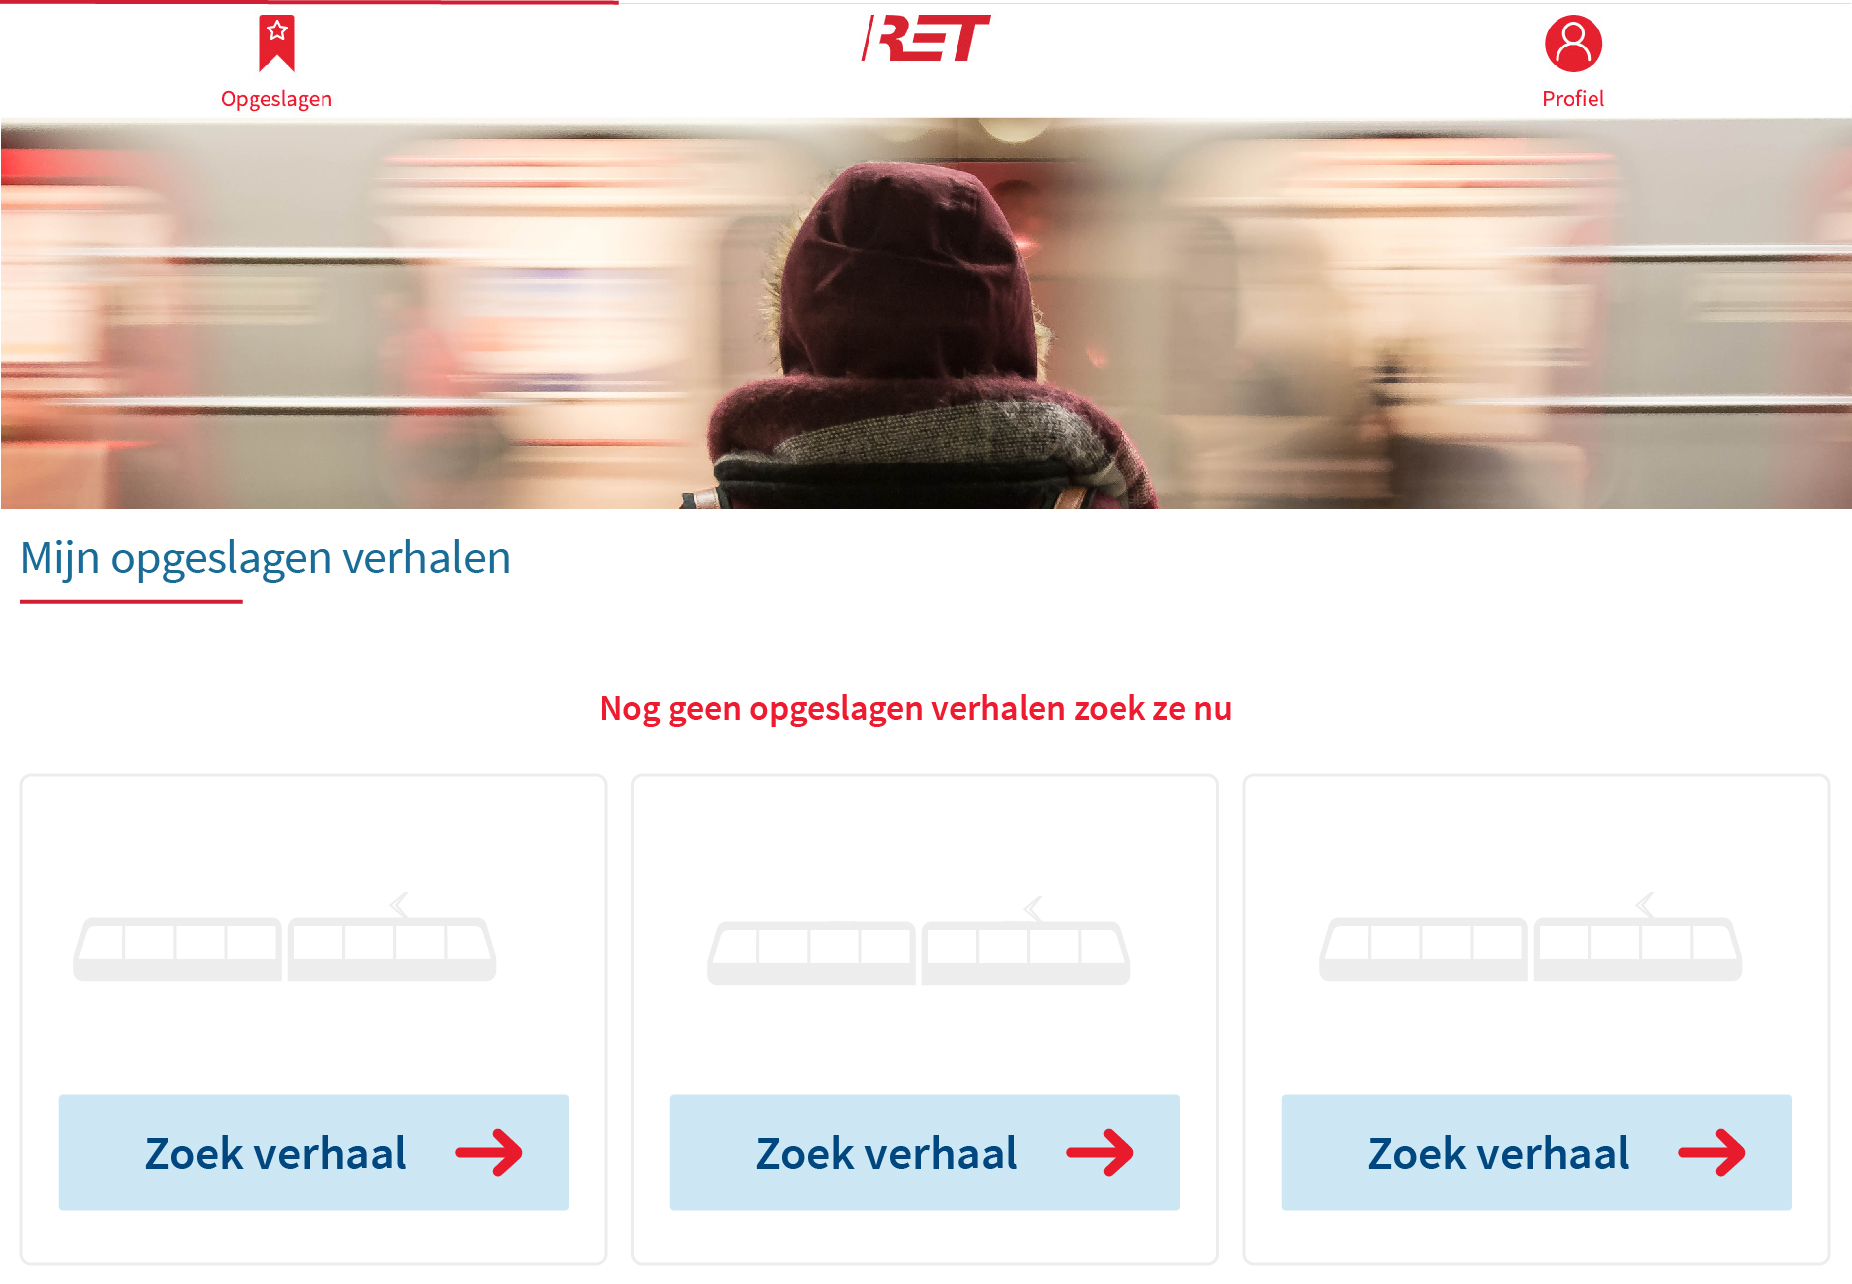 Opgeslagen
RET
Profiel
Mijn opgeslagen verhalen
Nog geen opgeslagen verhalen zoek ze nu
Zoek verhaal
Zoek verhaal
Zoek verhaal